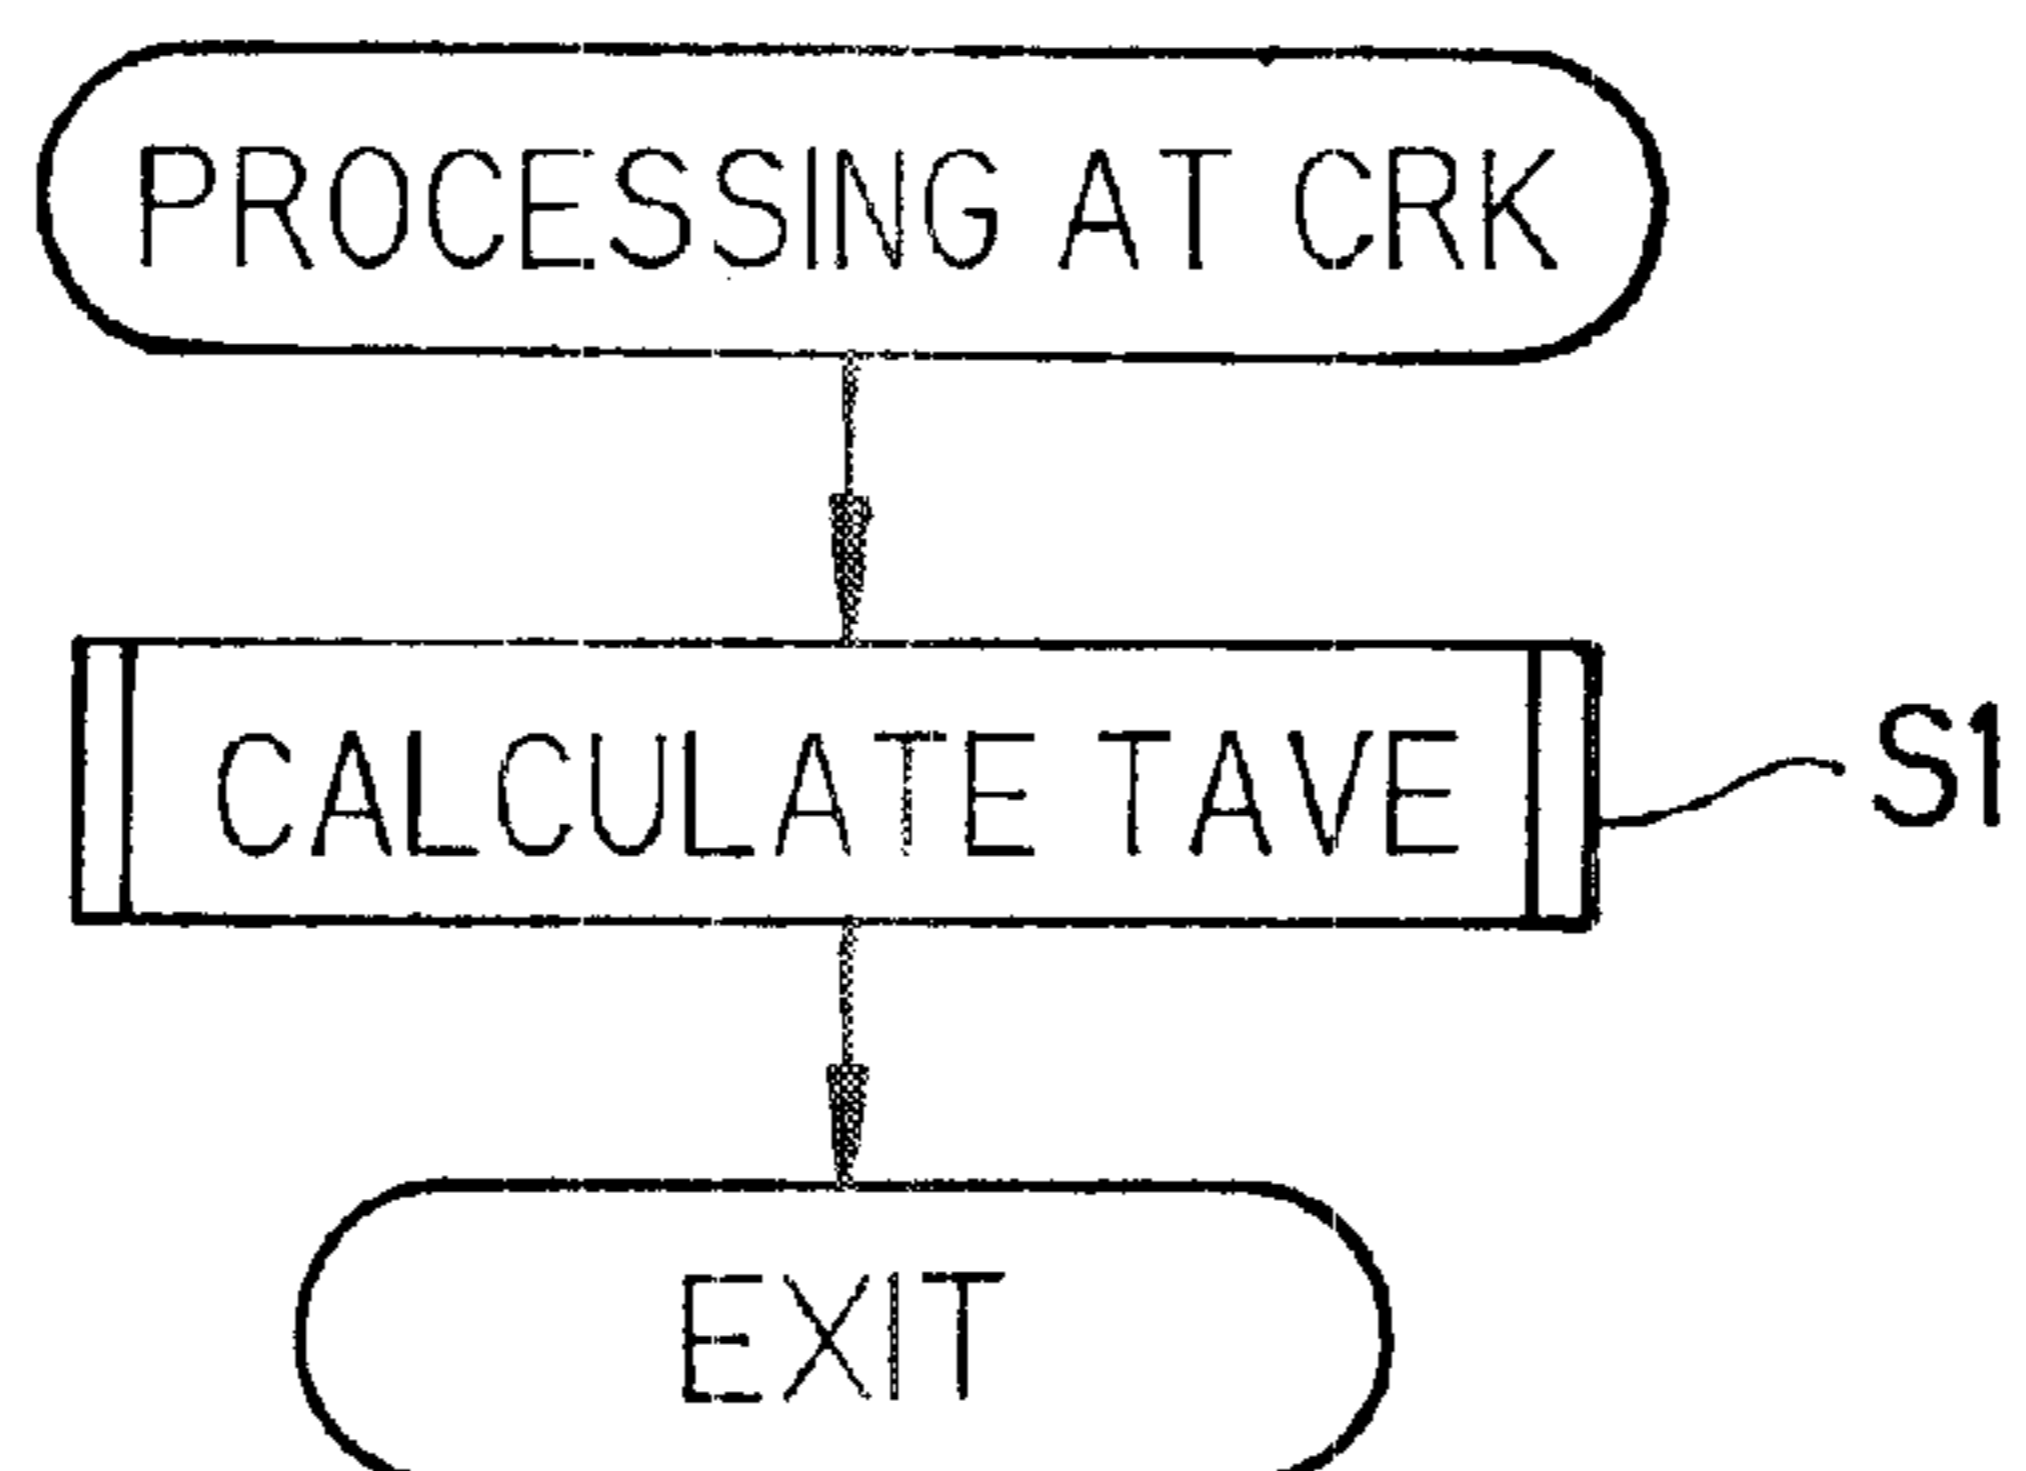 PROCESSING AT CRK
CALCULATE TAVE
S1
EXIT